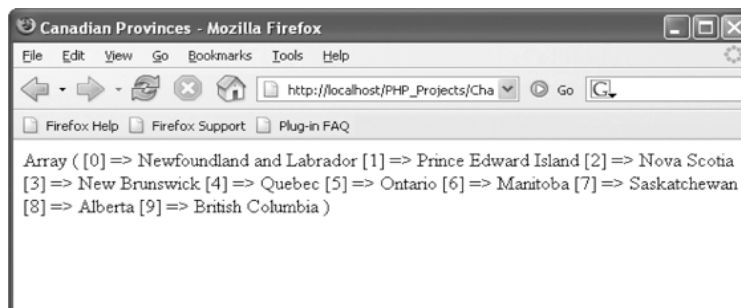 Canadian Provinces - Mozilla Firefox
File Edit View Go Bookmarks Tools Help
http://localhost/PHP_Projects/Cha Go G
Firefox Help Firefox Support Plug-in FAQ
Array ( [0] => Newfoundland and Labrador [1] => Prince Edward Island [2] => Nova Scotia
[3] => New Brunswick [4] => Quebec [5] => Ontario [6] => Manitoba [7] => Saskatchewan
[8] => Alberta [9] => British Columbia )